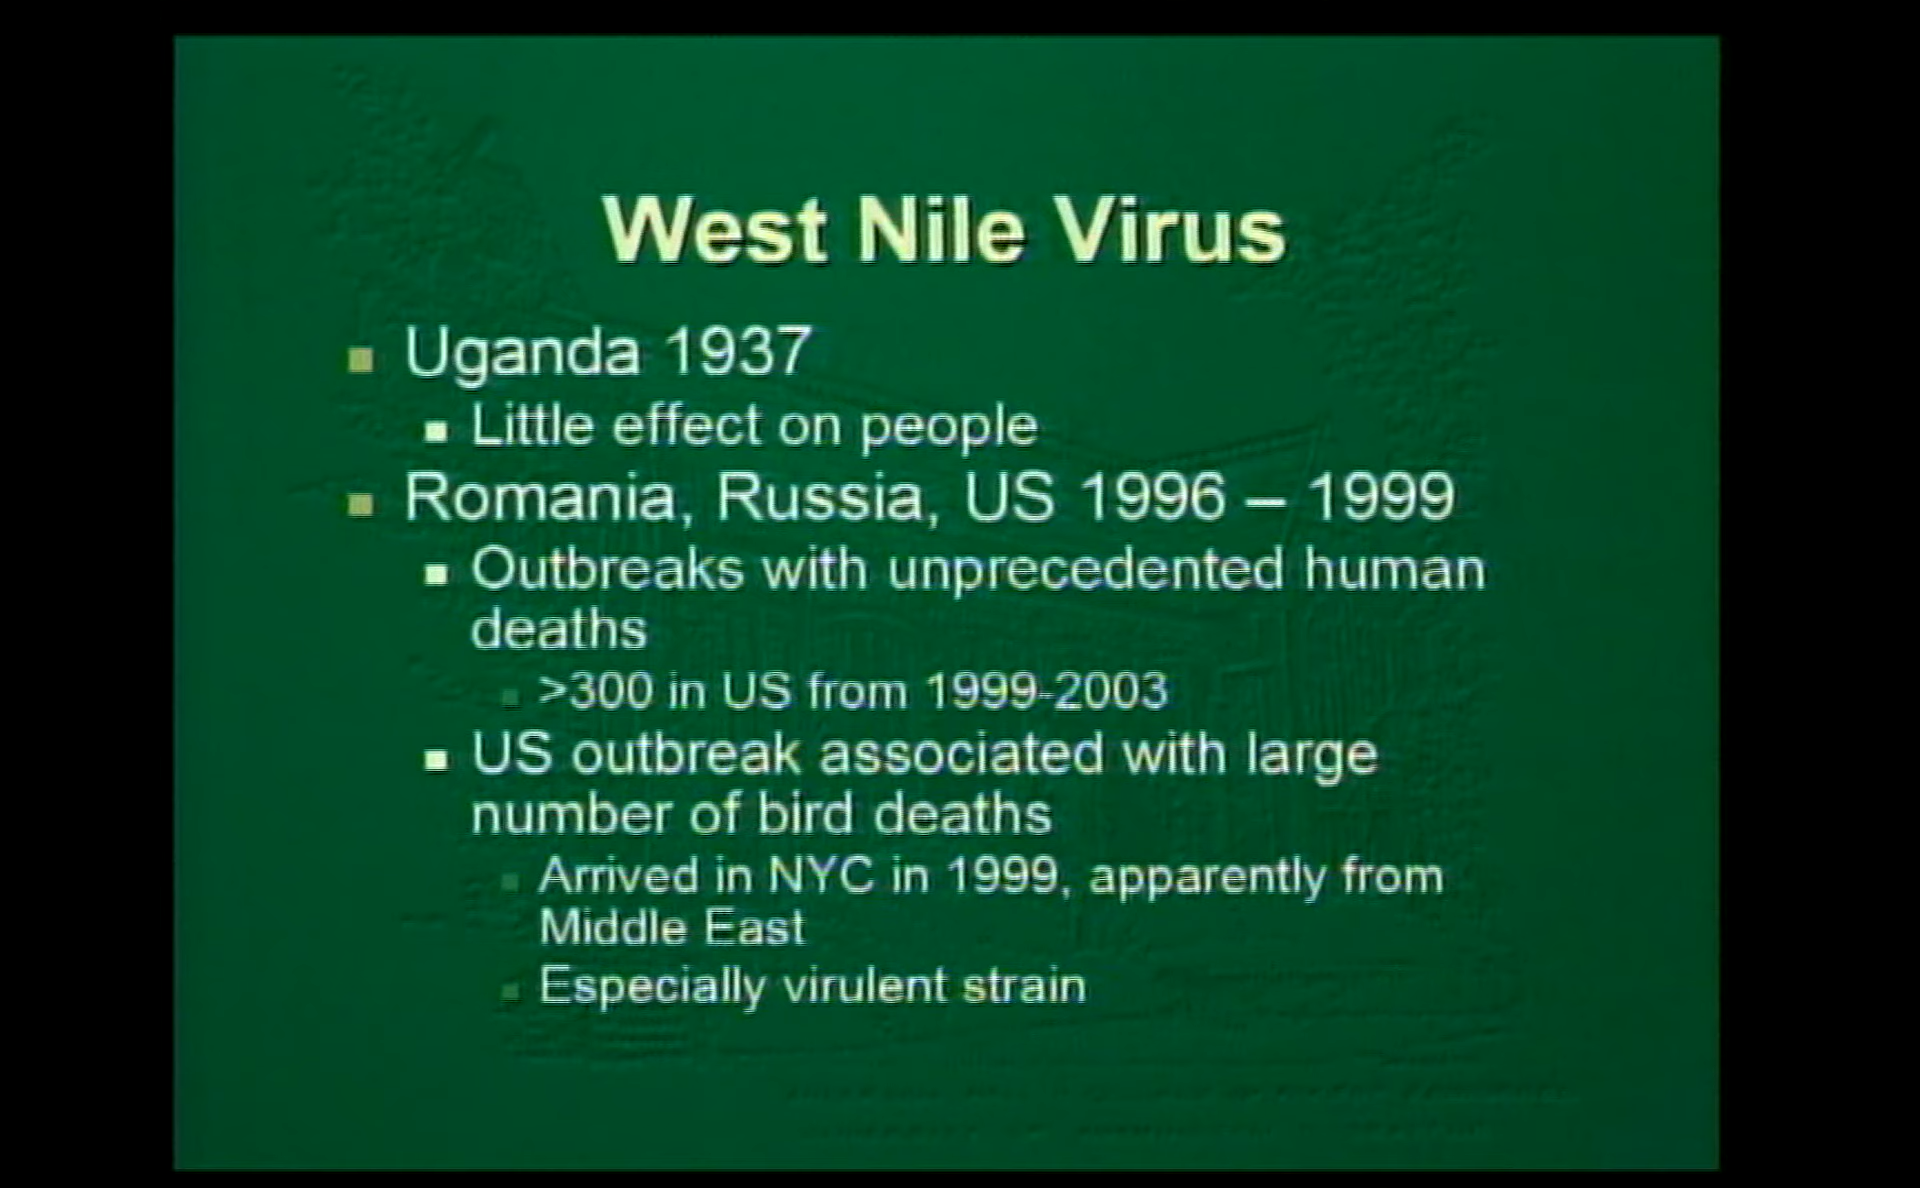 West Nile Virus
Uganda 1937
Little effect on people
Romania, Russia, US 1996 – 1999
Outbreaks with unprecedented human
deaths
>300 in US from 1999-2003
US outbreak associated with large
number of bird deaths
Arrived in NYC in 1999, apparently from
Middle East
Especially virulent strain